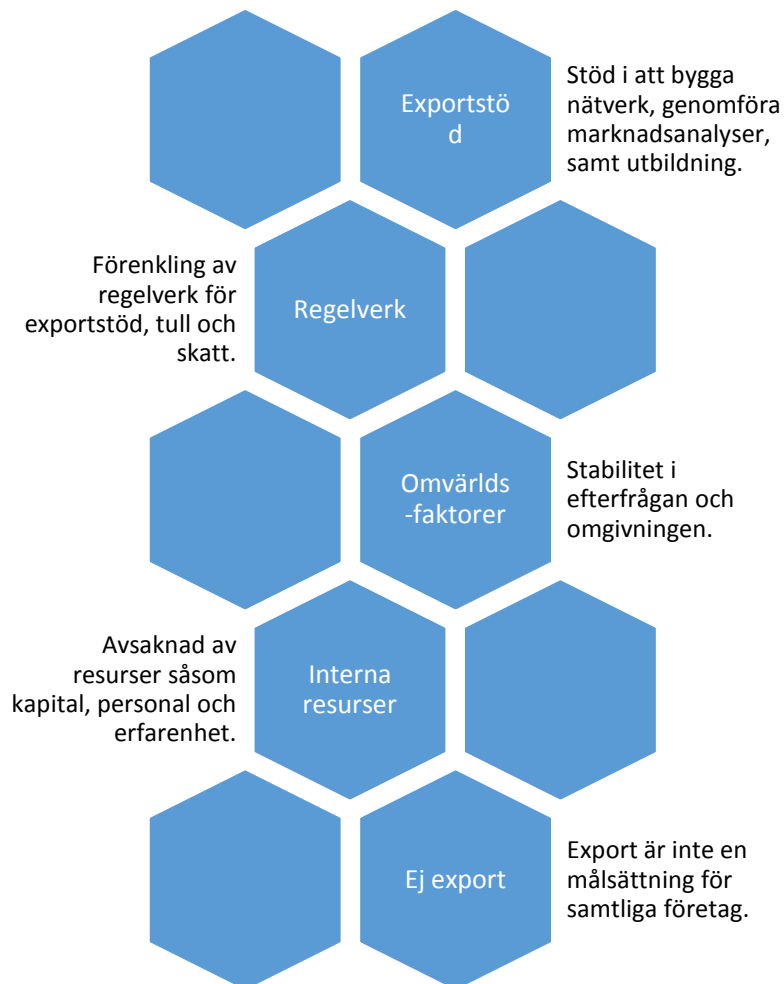 Exportstö
d
Stöd i att bygga
nätverk, genomföra
marknadsanalyser,
samt utbildning.
Förenkling av
regelverk för
exportstöd, tull och
skatt.
Regelverk
Omvärlds
-faktorer
Stabilitet i
efterfrågan och
omgivningen.
Avsaknad av
resurser såsom
kapital, personal och
erfarenhet.
Interna
resurser
Ej export
Export är inte en
målsättning för
samtliga företag.